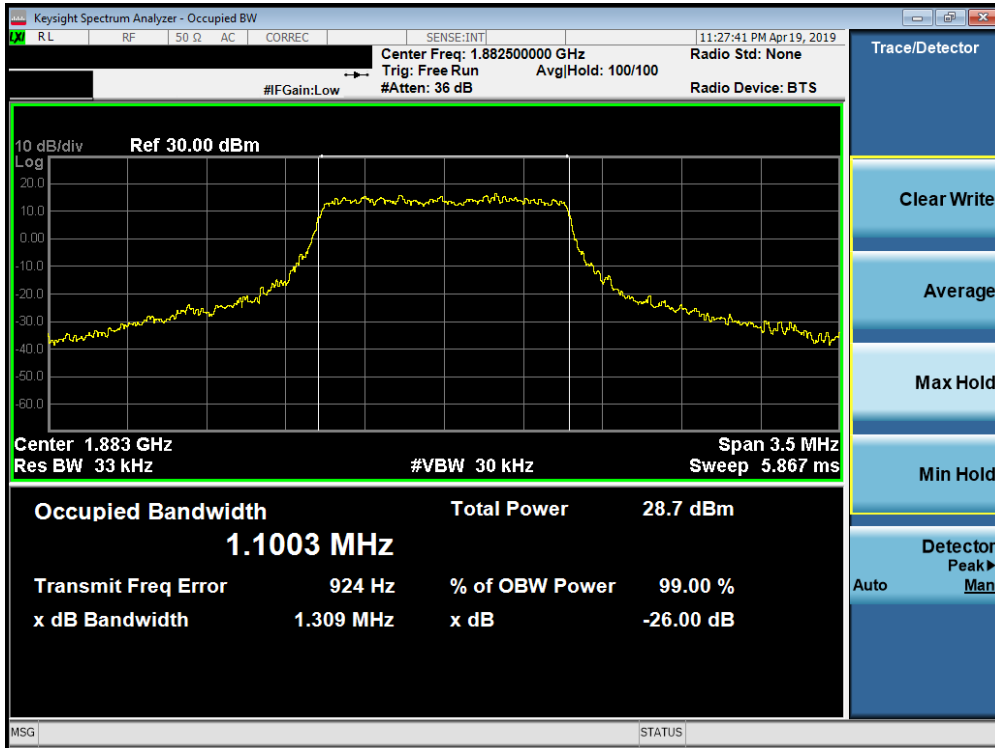 Keysight Spectrum Analyzer - Occupied BW
LXI RL RF 50 Ω AC CORREC SENSE:INT 11:27:41 PM Apr 19, 2019
Center Freq: 1.882500000 GHz Radio Std: None
Trig: Free Run Avg|Hold: 100/100
#IFGain:Low #Atten: 36 dB Radio Device: BTS
10 dB/div Ref 30.00 dBm
Log
20.0
10.0
0.00
-10.0
-20.0
-30.0
-40.0
-50.0
-60.0
Center 1.883 GHz Span 3.5 MHz
Res BW 33 kHz #VBW 30 kHz Sweep 5.867 ms
Occupied Bandwidth Total Power 28.7 dBm
1.1003 MHz
Transmit Freq Error 924 Hz % of OBW Power 99.00 %
x dB Bandwidth 1.309 MHz x dB -26.00 dB
MSG STATUS
Trace/Detector
Clear Write
Average
Max Hold
Min Hold
Detector
Peak▶
Auto Man